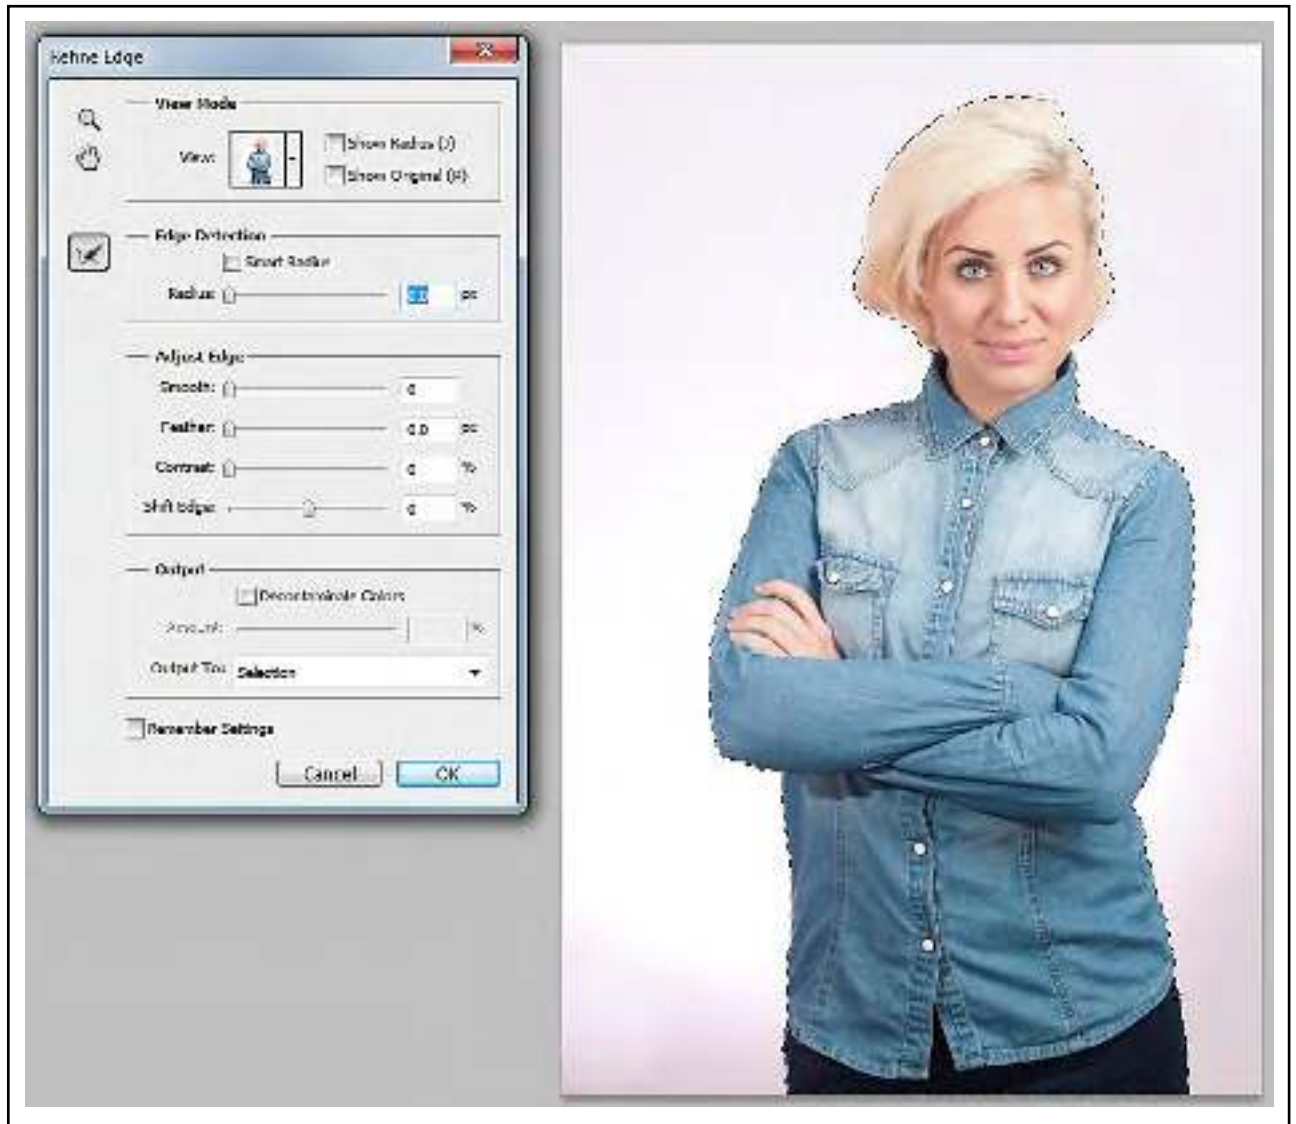 Refine Edge
View Mode
View:
Show Radius (J)
Show Original (P)
Edge Detection
Smart Radius
Radius: 0.0 px
Adjust Edge
Smooth: 0
Feather: 0.0 px
Contrast: 0 %
Shift Edge: 0 %
Output
Decontaminate Colors
Amount: %
Output To: Selection
Remember Settings
Cancel OK